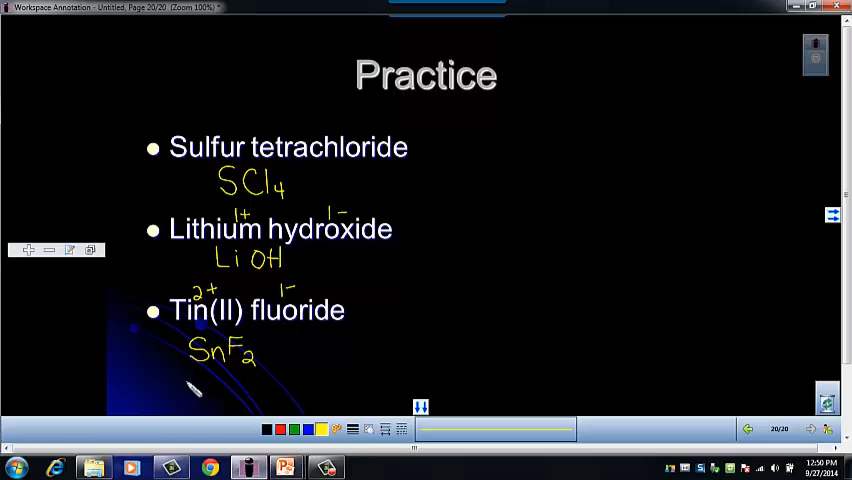 Workspace Annotation - Untitled, Page 20/20 (Zoom 100%) *
Practice
Sulfur tetrachloride
SCl4
1+ 1-
Lithium hydroxide
LiOH
2+ 1-
Tin(II) fluoride
SnF2
20/20
12:50 PM
9/27/2014